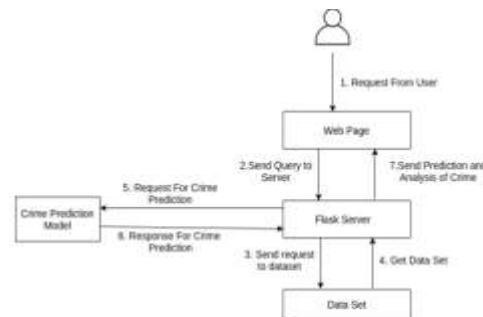 1. Request From User
Web Page
2.Send Query to
Server
7.Send Prediction and
Analysis of Crime
5. Request For Crime
Prediction
Crime Prediction
Model
Flask Server
6. Response For Crime
Prediction
3. Send request
to dataset
4. Get Data Set
Data Set